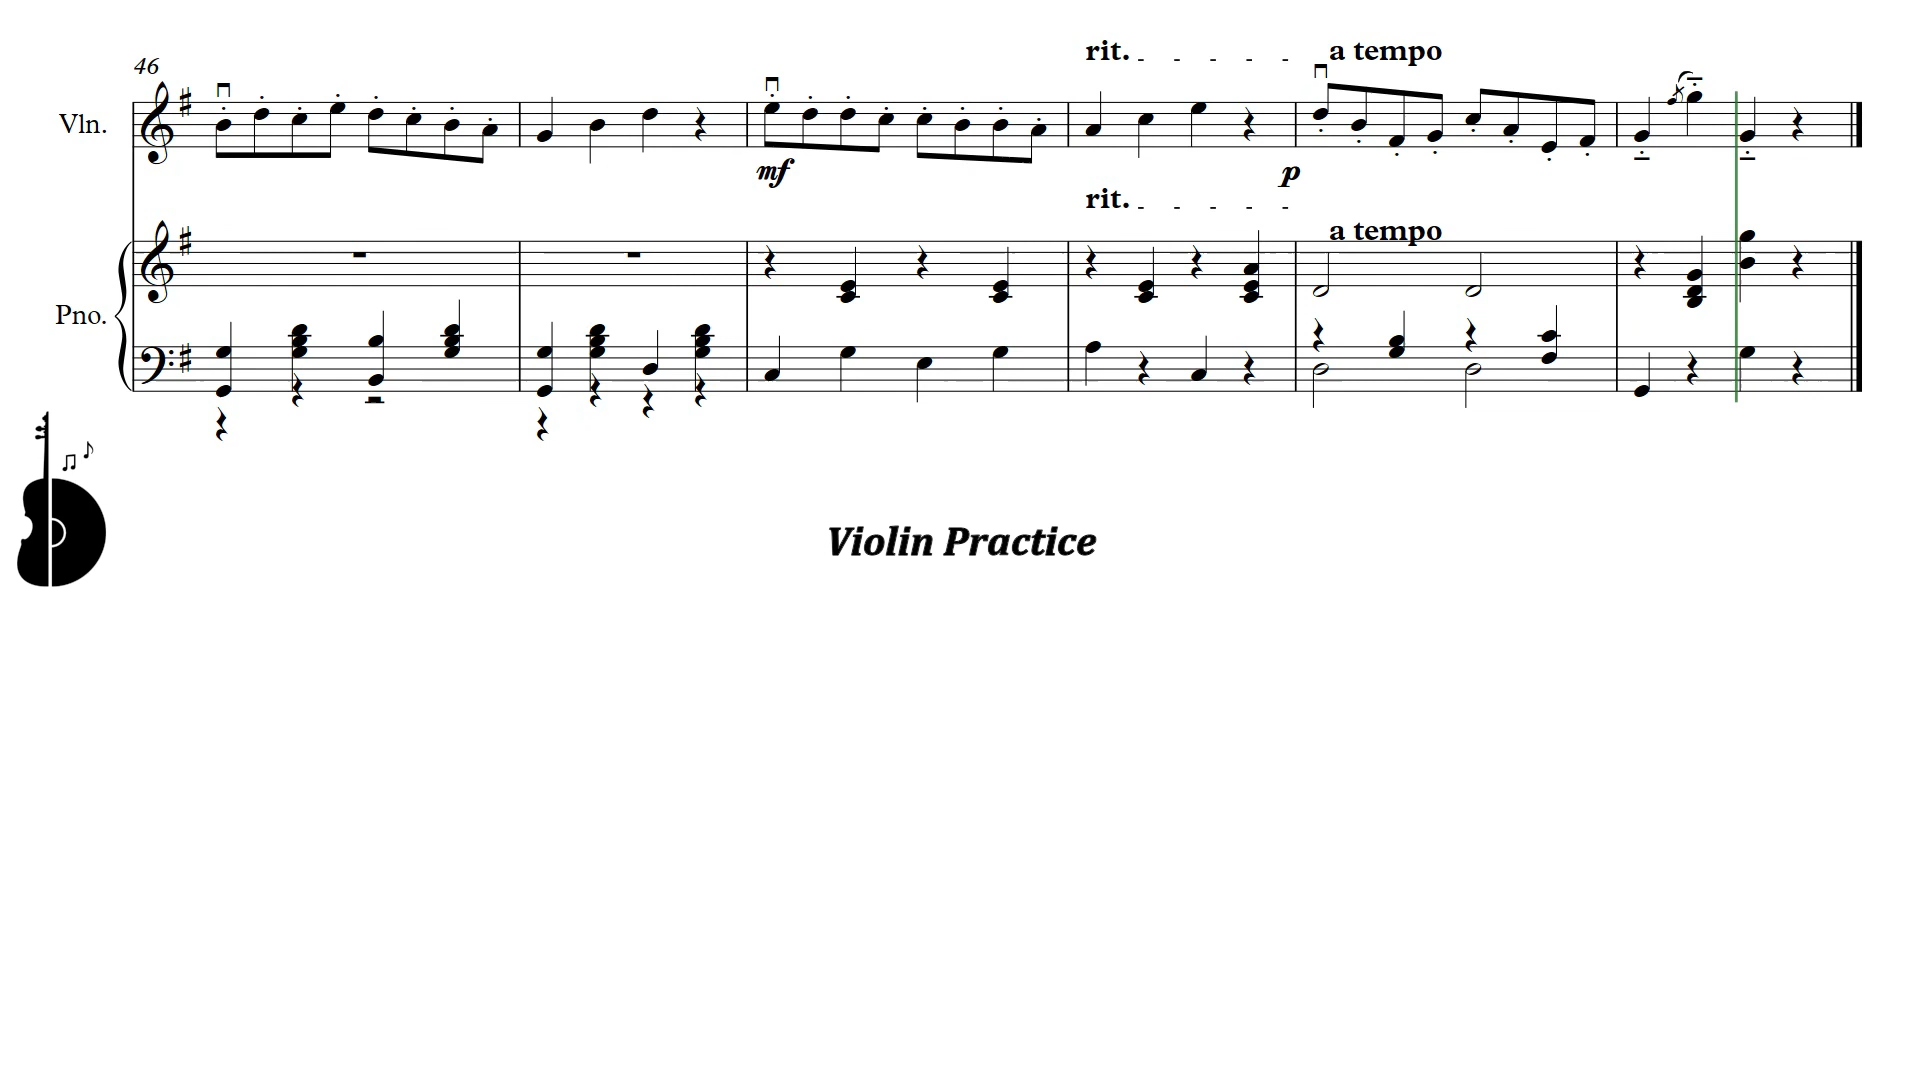 rit. a tempo
46
Vln.
mf p
rit.
a tempo
Pno.
Violin Practice